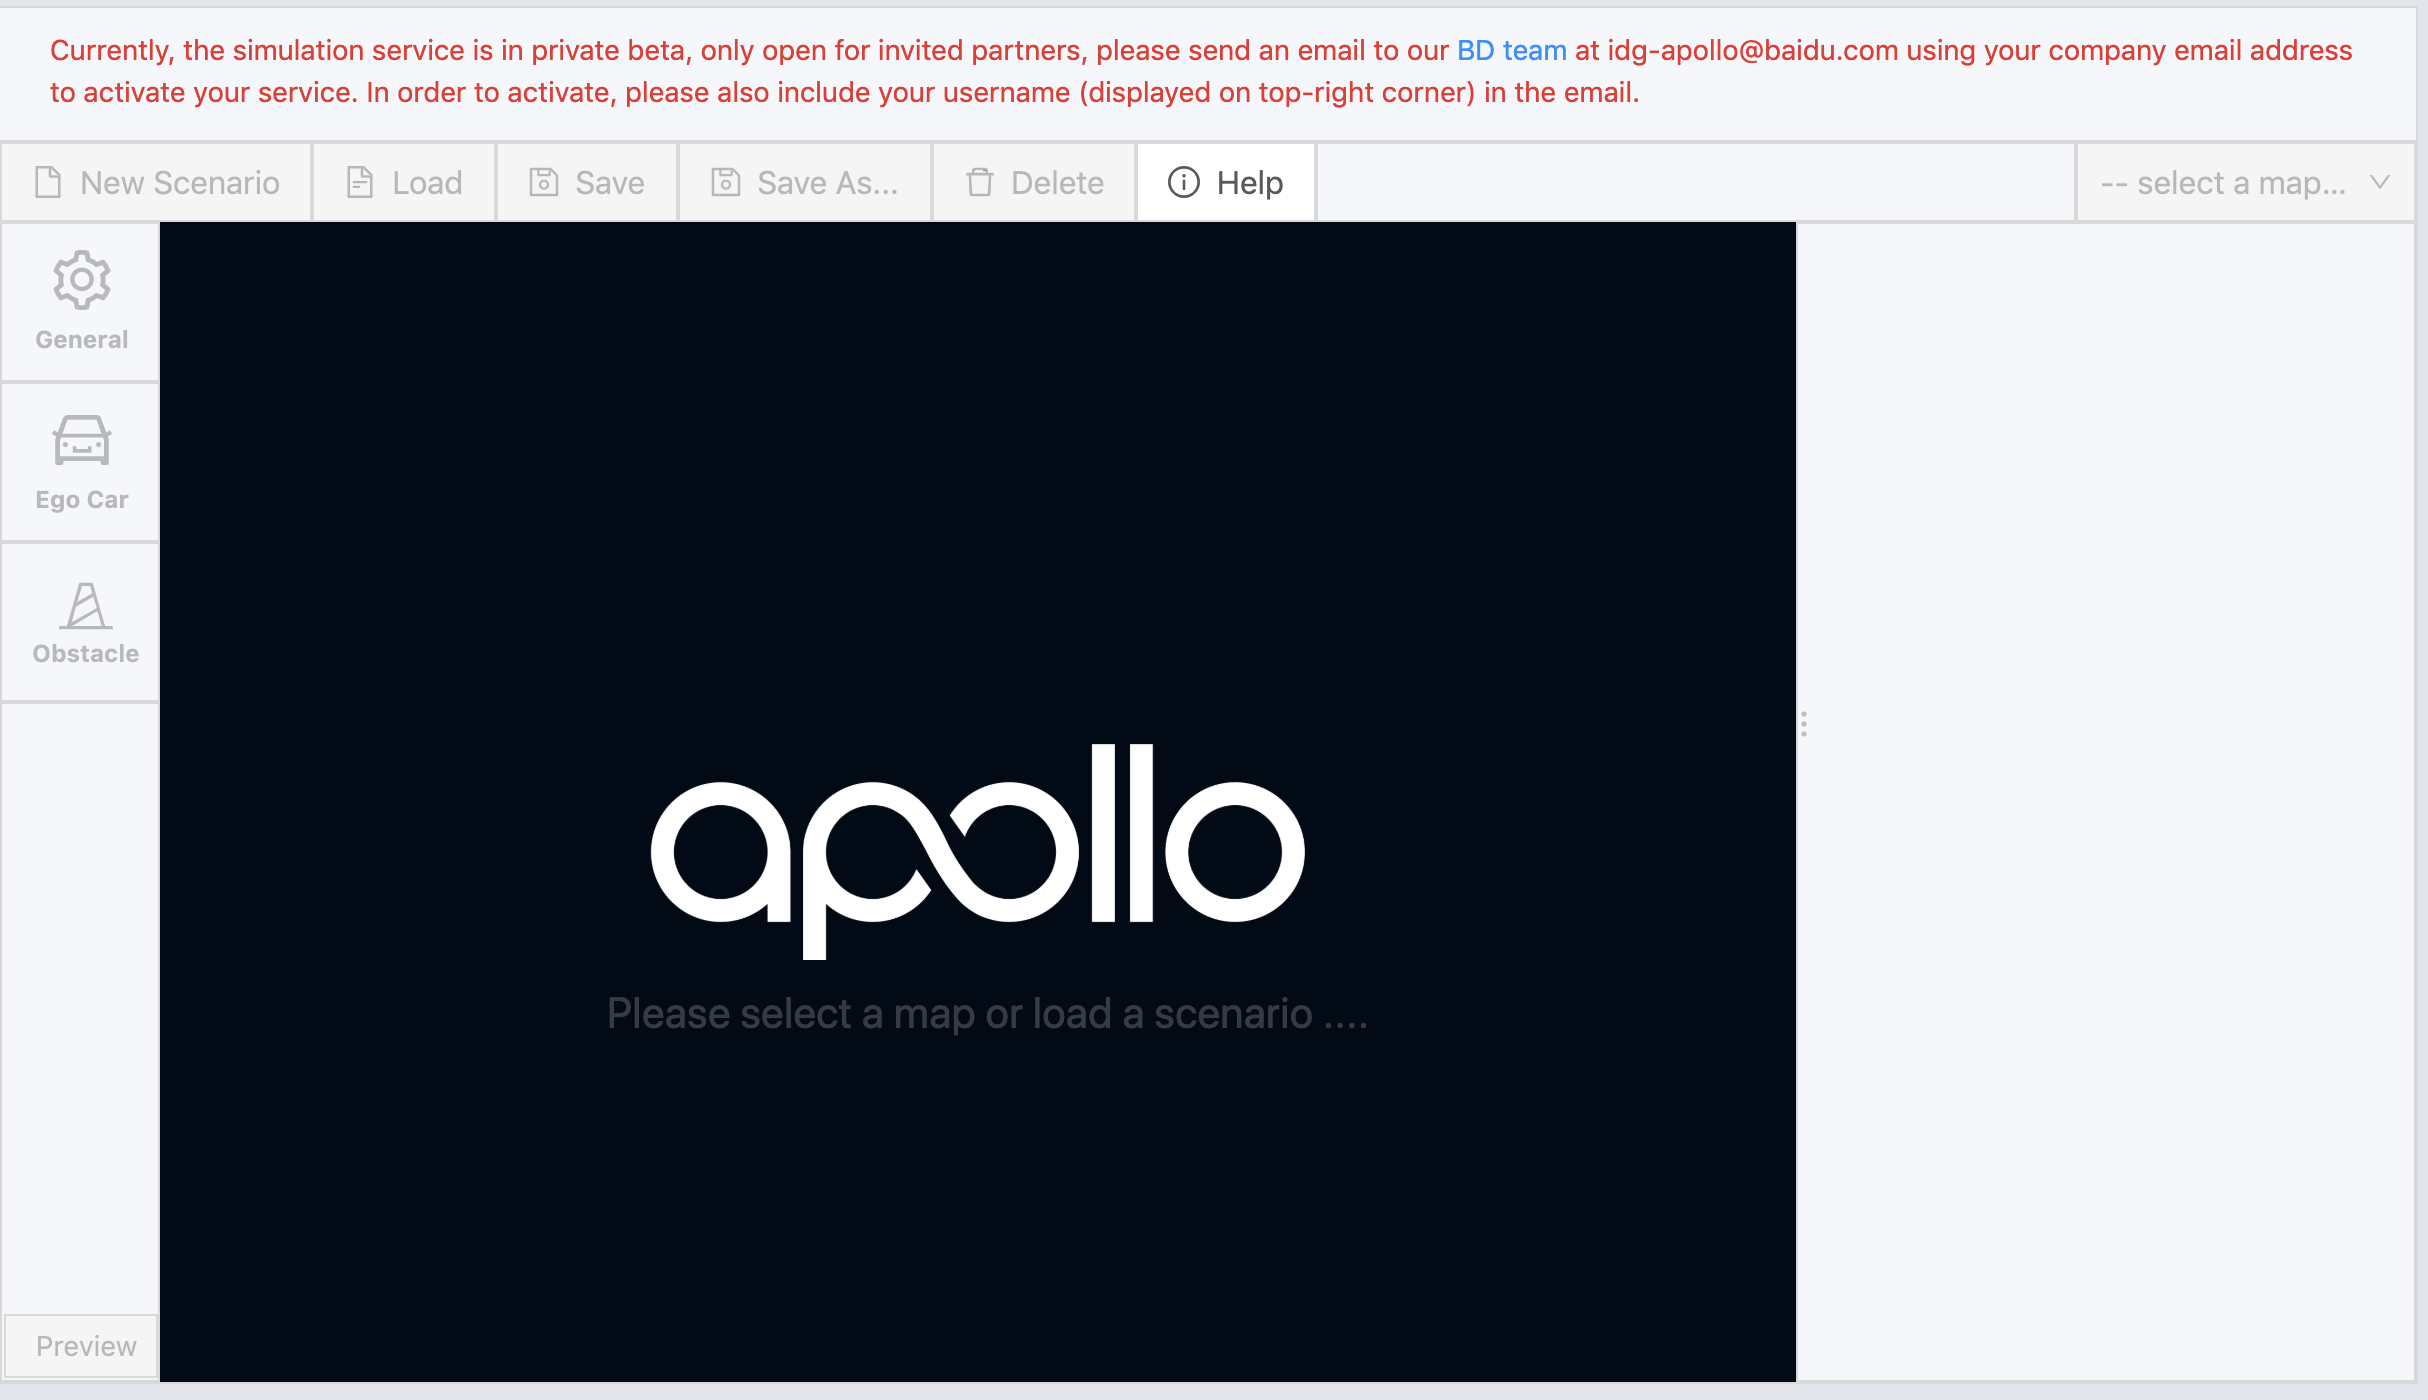 Currently, the simulation service is in private beta, only open for invited partners, please send an email to our BD team at idg-apollo@baidu.com using your company email address
to activate your service. In order to activate, please also include your username (displayed on top-right corner) in the email.
New Scenario
Load
Save
Save As...
Delete
Help
-- select a map...
General
Ego Car
Obstacle
apollo
Please select a map or load a scenario ....
Preview